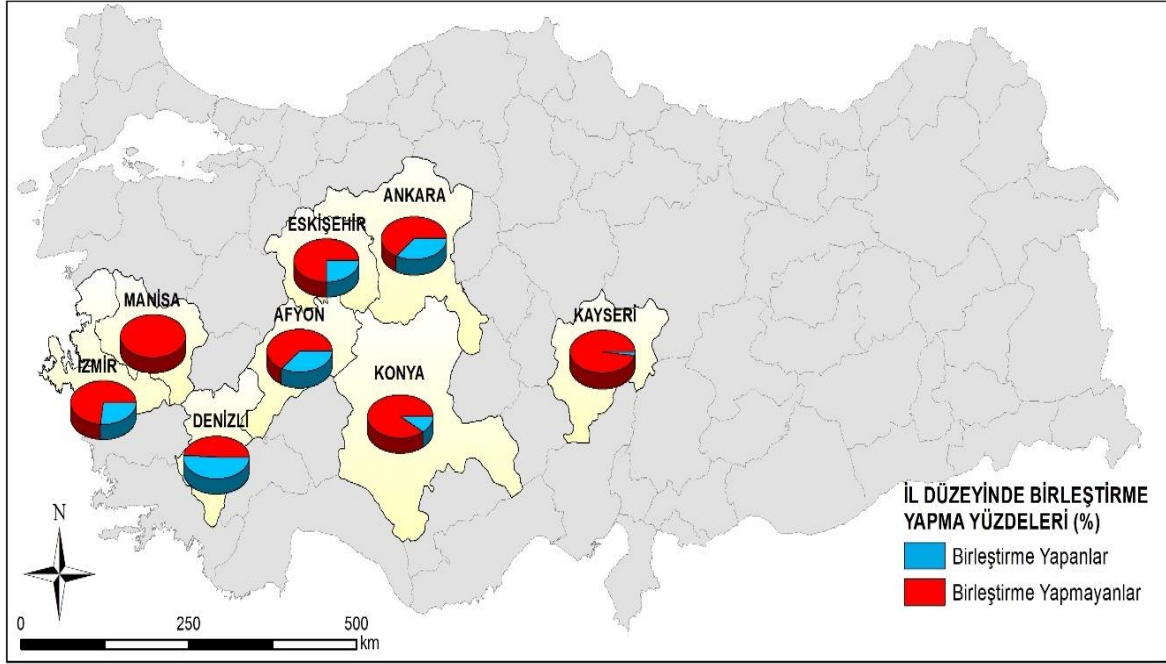 ANKARA
ESKİŞEHİR
MANİSA
AFYON
KAYSERİ
İZMİR
KONYA
DENİZLİ
İL DÜZEYİNDE BİRLEŞTİRME
YAPMA YÜZDELERİ (%)
Birleştirme Yapanlar
Birleştirme Yapmayanlar
N
0 250 500
km